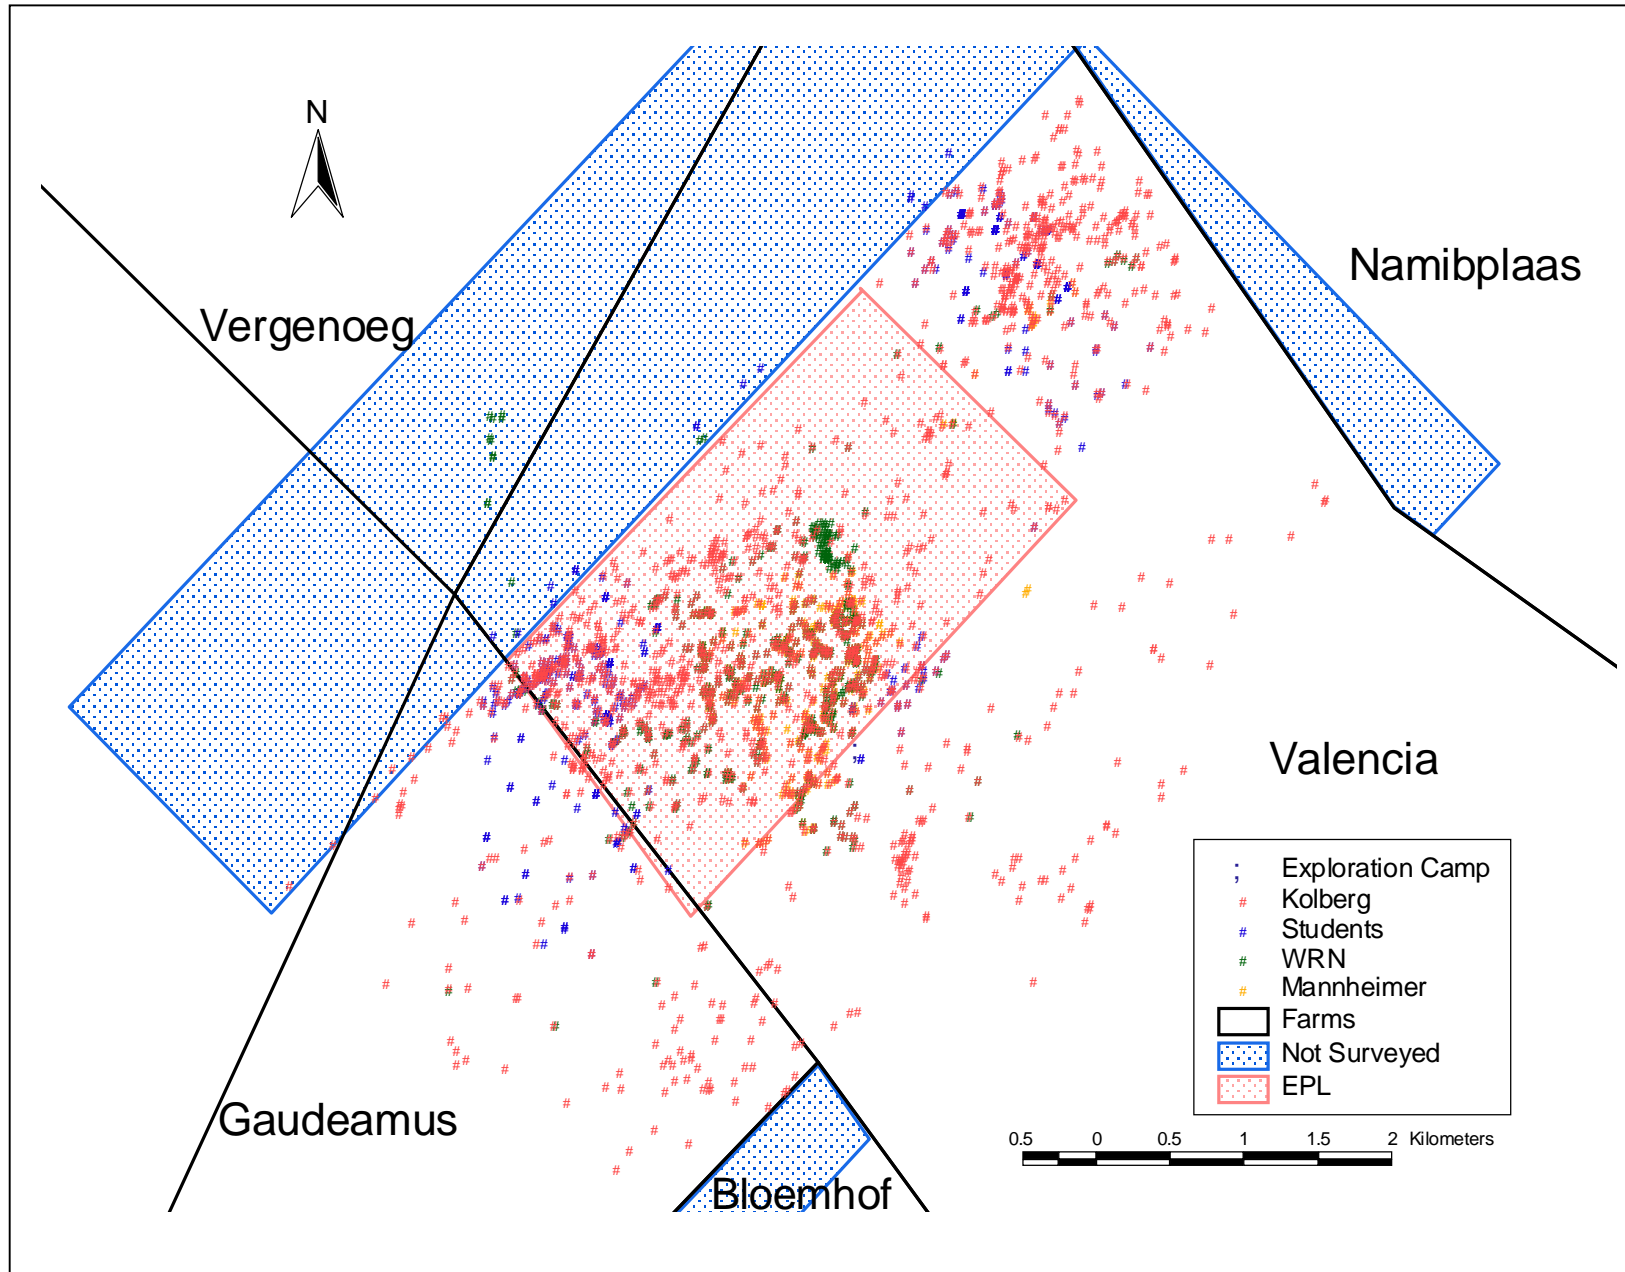 N
Namibplaas
Vergenoeg
Valencia
Exploration Camp
Kolberg
Students
WRN
Mannheimer
Farms
Not Surveyed
EPL
Gaudeamus
0.5 0 0.5 1 1.5 2 Kilometers
Bloemhof